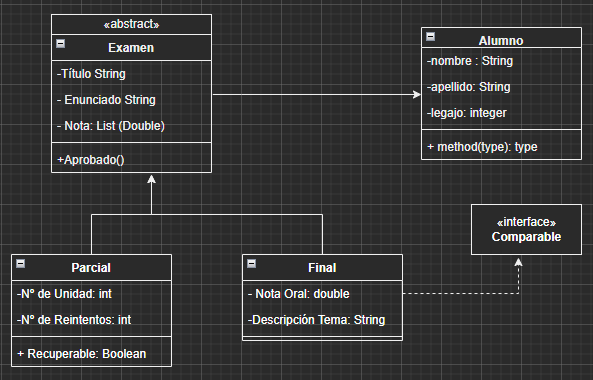 «abstract»
Examen
-Título String
- Enunciado String
- Nota: List (Double)
+Aprobado()
Alumno
-nombre : String
-apellido: String
-legajo: integer
+ method(type): type
«interface»
Comparable
Parcial
-Nº de Unidad: int
-Nº de Reintentos: int
+ Recuperable: Boolean
Final
- Nota Oral: double
-Descripción Tema: String